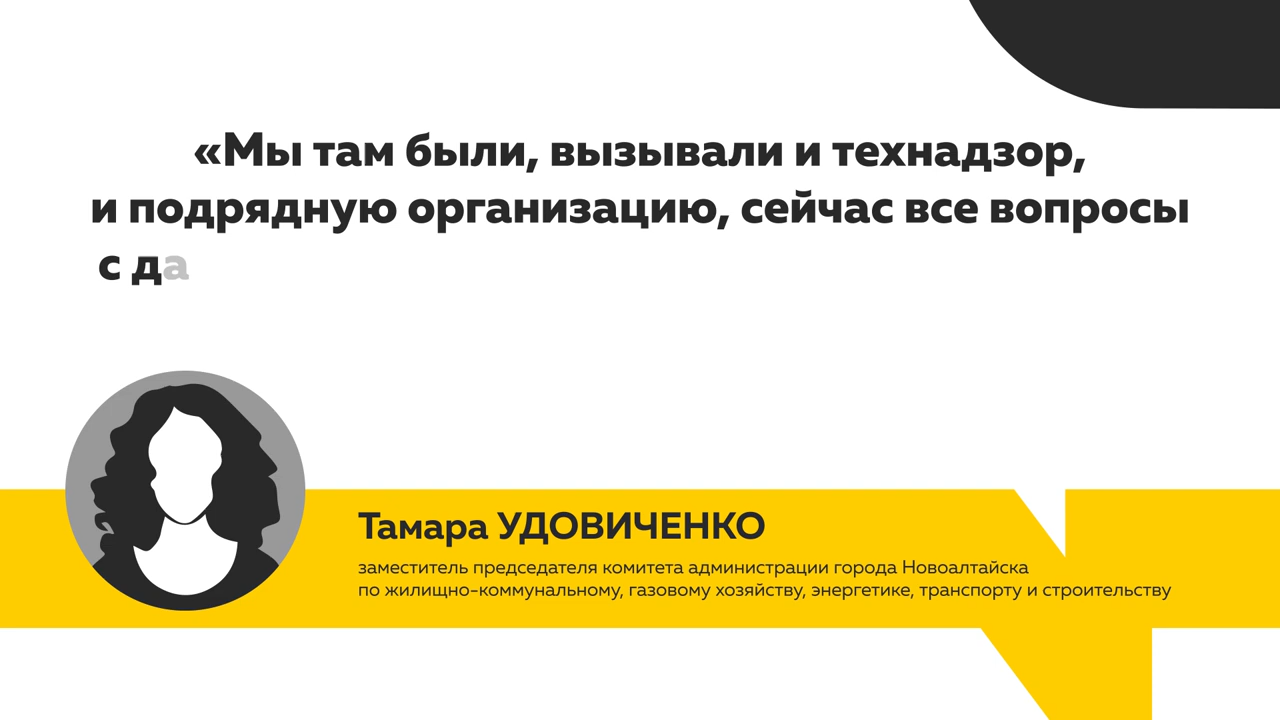 «Мы там были, вызывали и технадзор,
и подрядную организацию, сейчас все вопросы
с да
Тамара УДОВИЧЕНКО
заместитель председателя комитета администрации города Новоалтайска
по жилищно-коммунальному, газовому хозяйству, энергетике, транспорту и строительству